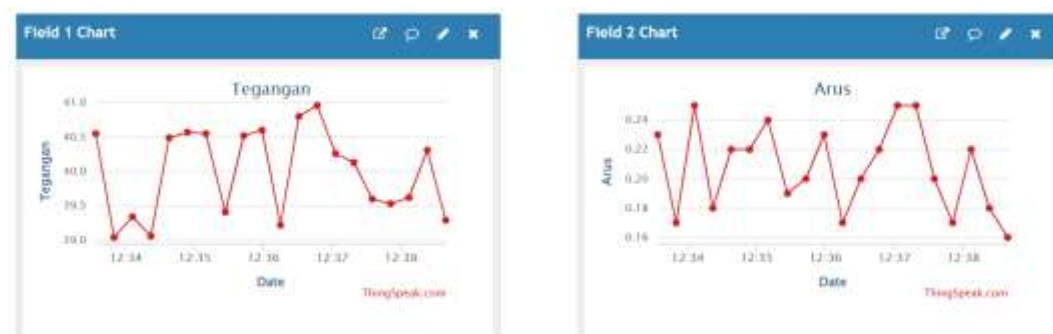 Field 1 Chart
Tegangan
41.0
40.5
40.0
39.5
39.0
Tegangan
12:34 12:35 12:36 12:37 12:38
Date
ThingSpeak.com
Field 2 Chart
Arus
0.24
0.22
0.20
0.18
0.16
Arus
12:34 12:35 12:36 12:37 12:38
Date
ThingSpeak.com